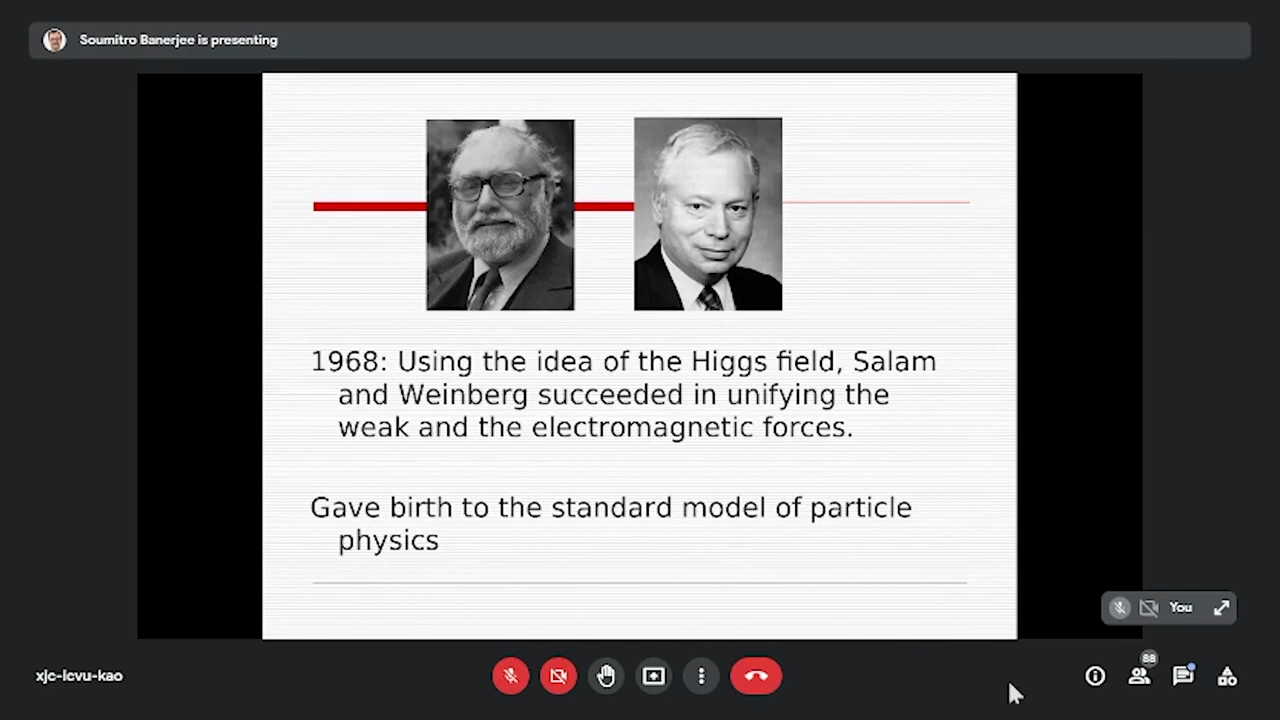 Soumitro Banerjee is presenting
1968: Using the idea of the Higgs field, Salam
and Weinberg succeeded in unifying the
weak and the electromagnetic forces.
Gave birth to the standard model of particle
physics
You
88
xjc-lcvu-kao